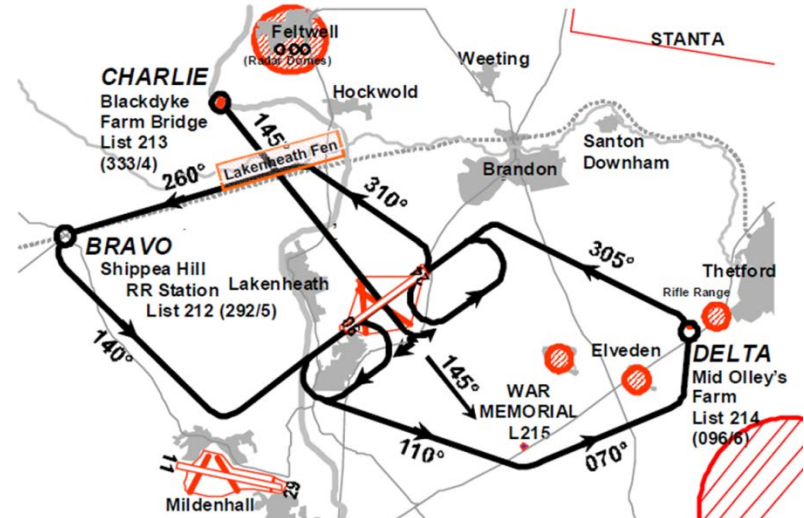 Feltwell
(Radar Domes)
STANTA
Weeting
CHARLIE
Blackdyke
Farm Bridge
List 213
(333/4)
Hockwold
145°
Lakenheath Fen
Santon
Downham
Brandon
260°
310°
BRAVO
Shippea Hill
RR Station
List 212 (292/5)
Lakenheath
305°
Thetford
Rifle Range
140°
Elveden
DELTA
Mid Olley's
Farm
List 214
(096/6)
145°
WAR
MEMORIAL
L215
110°
070°
11
29
Mildenhall